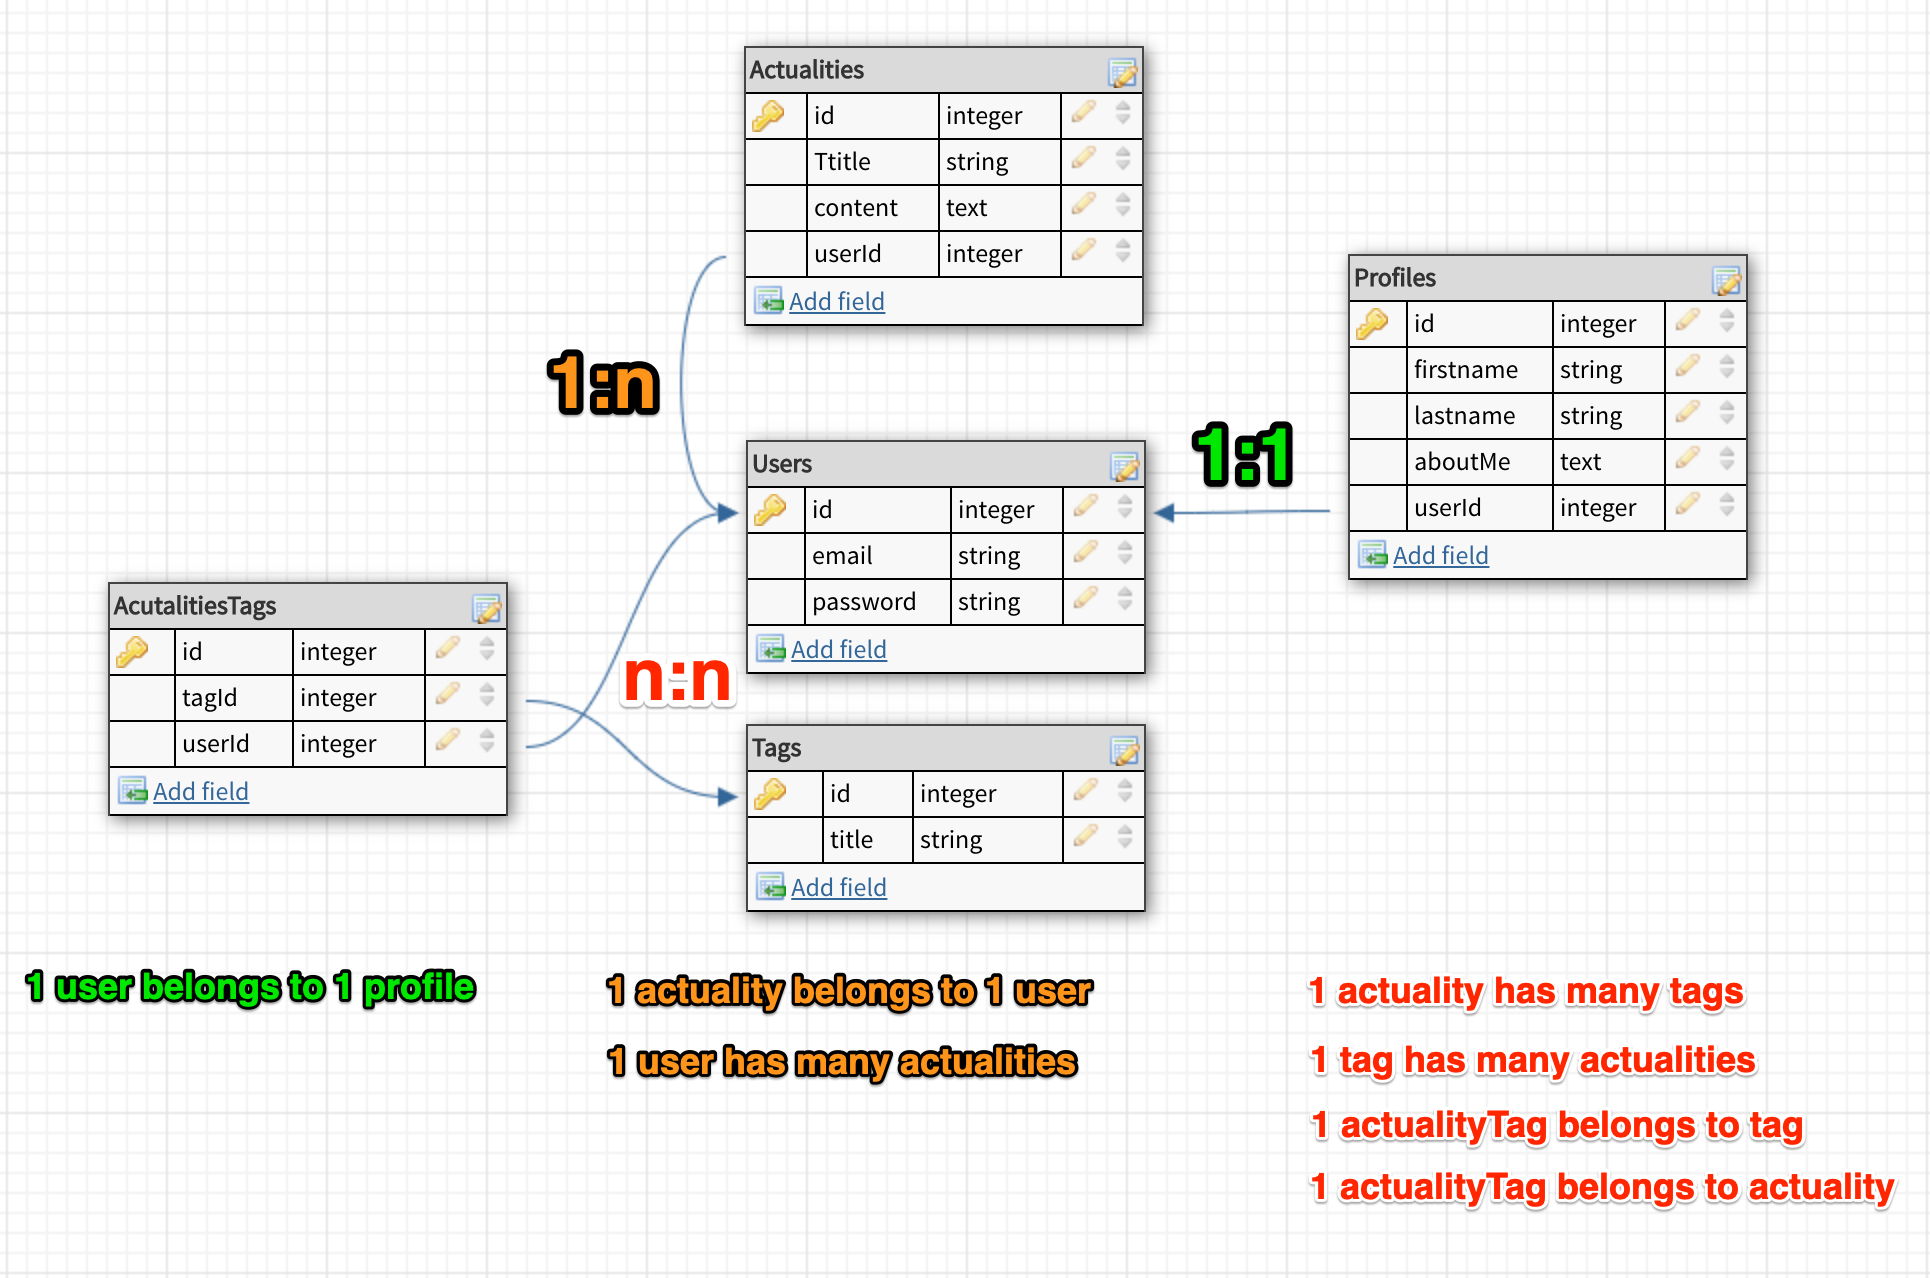 Actualities
id integer
Ttitle string
content text
userId integer
Add field
Profiles
id integer
firstname string
lastname string
aboutMe text
userId integer
Add field
1:n
1:1
Users
id integer
email string
password string
Add field
AcutalitiesTags
id integer
tagId integer
userId integer
Add field
n:n
Tags
id integer
title string
Add field
1 user belongs to 1 profile
1 actuality belongs to 1 user
1 user has many actualities
1 actuality has many tags
1 tag has many actualities
1 actualityTag belongs to tag
1 actualityTag belongs to actuality